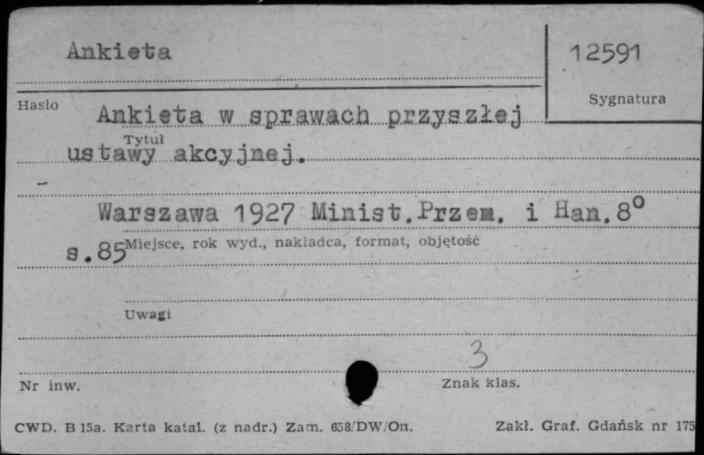 Ankieta
12591
Hasło
Sygnatura
Ankieta w sprawach przyszłej
Tytuł
ustawy akcyjnej.
Warszawa 1927 Minist.Przem. i Han.8°
Miejsce, rok wyd., nakładca, format, objętość
s.85
Uwagi
3
Nr inw.
Znak klas.
CWD. B 15a. Karta katal. (z nadr.) Zam. 658/DW/On.
Zakł. Graf. Gdańsk nr 175